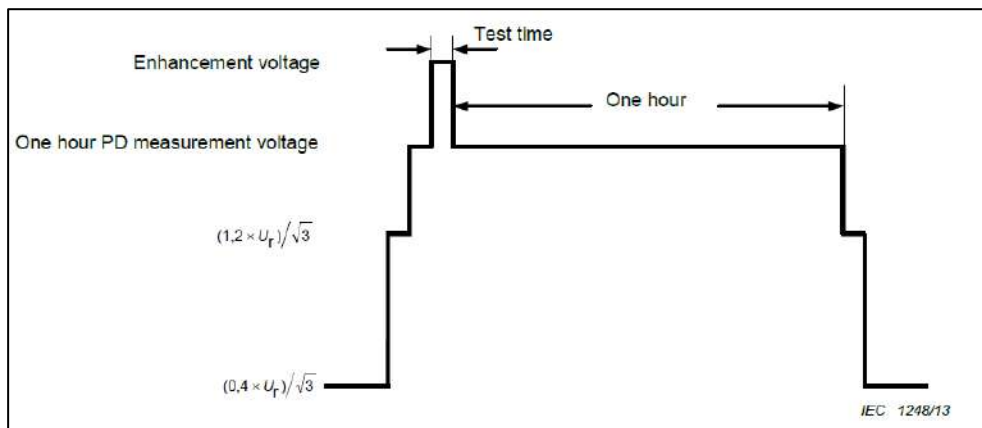 Test time
Enhancement voltage
One hour
One hour PD measurement voltage
(1,2 × Ur)/√3
(0,4 × Ur)/√3
IEC 1248/13